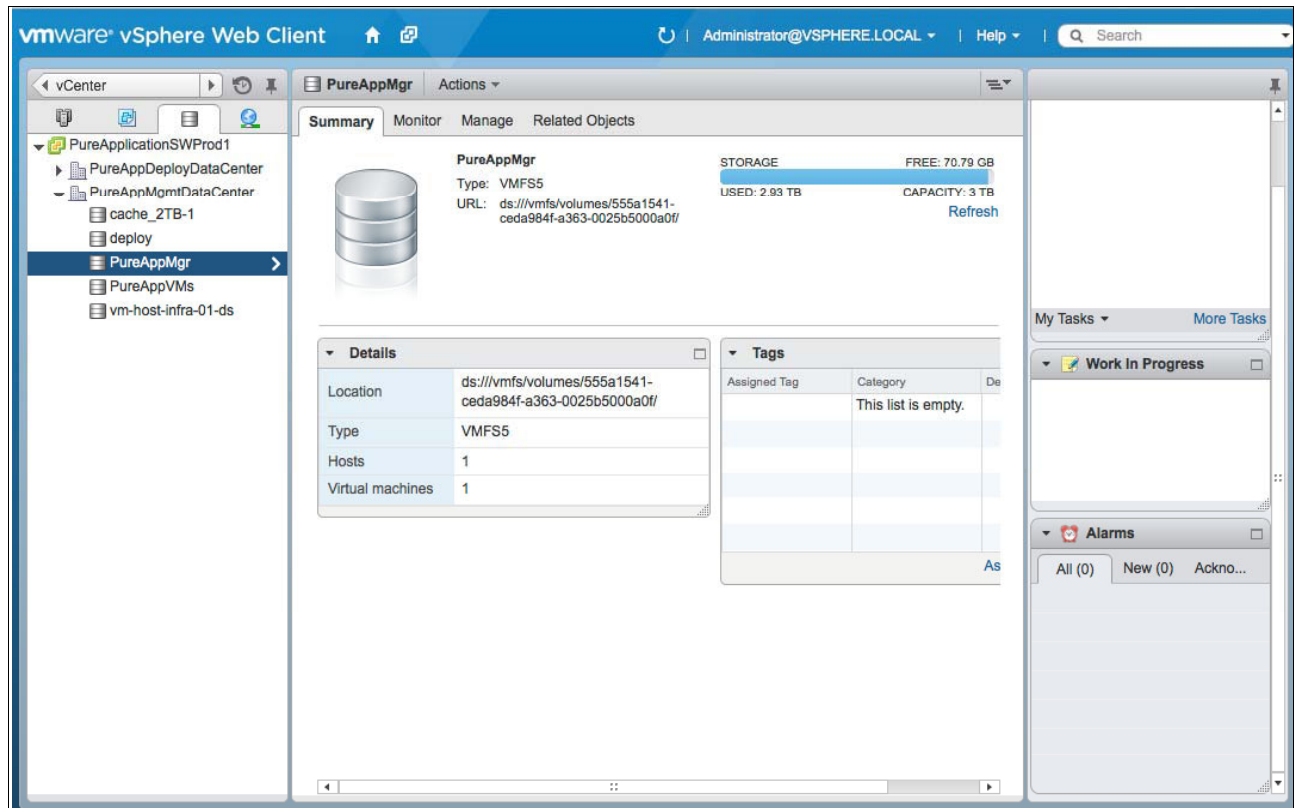 vmware® vSphere Web Client
Administrator@VSPHERE.LOCAL
Help
Search
vCenter
PureApplicationSWProd1
PureAppDeployDataCenter
PureAppMgmtDataCenter
cache_2TB-1
deploy
PureAppMgr
PureAppVMs
vm-host-infra-01-ds
PureAppMgr Actions
Summary Monitor Manage Related Objects
PureAppMgr
Type: VMFS5
URL: ds:///vmfs/volumes/555a1541-
ceda984f-a363-0025b5000a0f/
STORAGE FREE: 70.79 GB
USED: 2.93 TB CAPACITY: 3 TB
Refresh
Details
Location ds:///vmfs/volumes/555a1541-
ceda984f-a363-0025b5000a0f/
Type VMFS5
Hosts 1
Virtual machines 1
Tags
Assigned Tag Category De
This list is empty.
As
My Tasks More Tasks
Work In Progress
Alarms
All (0) New (0) Ackno...